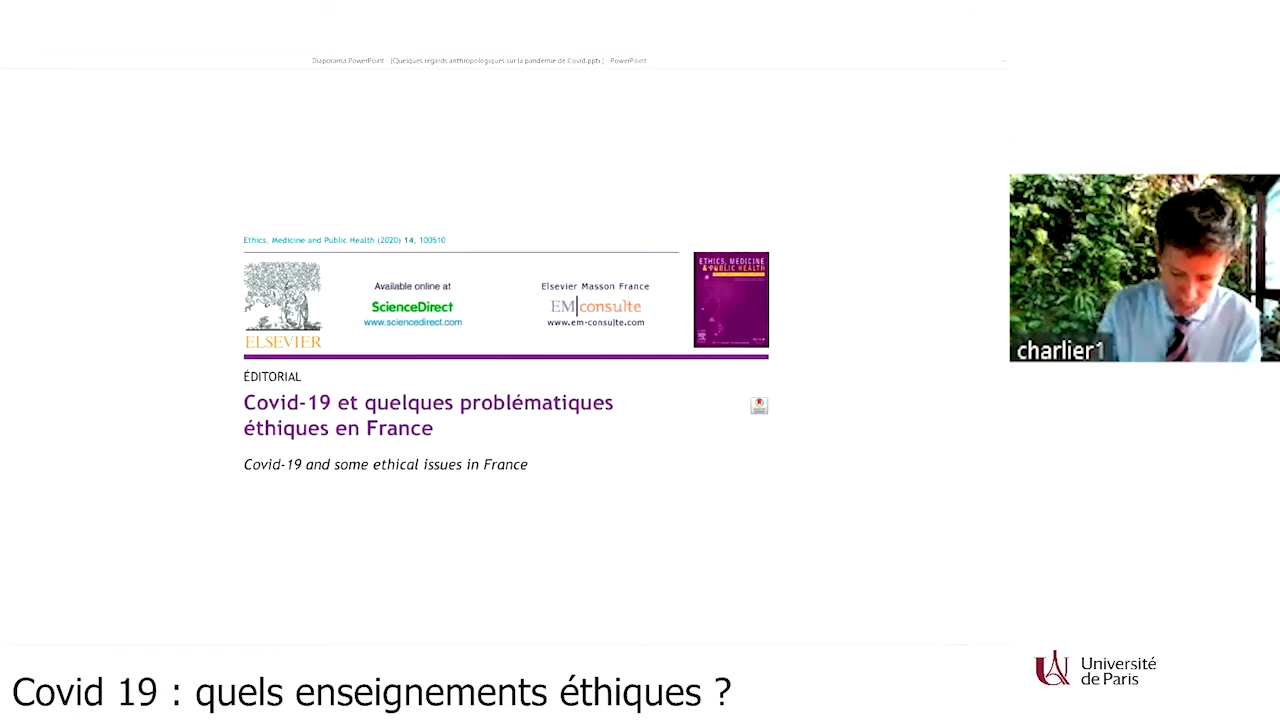 Diaporama PowerPoint - [Quelques regards anthropologiques sur la pandémie de Covid.pptx] - PowerPoint
Ethics, Medicine and Public Health (2020) 14, 100510
Available online at
ScienceDirect
www.sciencedirect.com
Elsevier Masson France
EM|consulte
www.em-consulte.com
ETHICS, MEDICINE
& PUBLIC HEALTH
ELSEVIER
ÉDITORIAL
Covid-19 et quelques problématiques
éthiques en France
Covid-19 and some ethical issues in France
charlier1
Covid 19 : quels enseignements éthiques ?
Université
de Paris